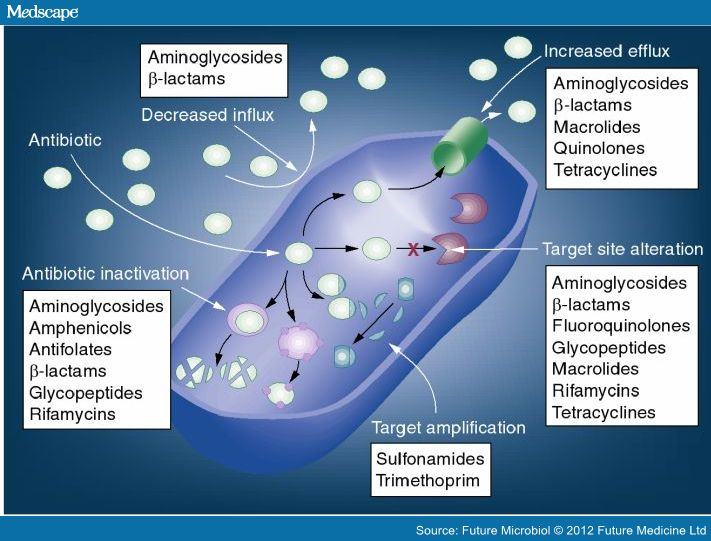 Medscape
Aminoglycosides
β-lactams
Decreased influx
Antibiotic
Increased efflux
Aminoglycosides
β-lactams
Macrolides
Quinolones
Tetracyclines
X
Target site alteration
Aminoglycosides
β-lactams
Fluoroquinolones
Glycopeptides
Macrolides
Rifamycins
Tetracyclines
Antibiotic inactivation
Aminoglycosides
Amphenicols
Antifolates
β-lactams
Glycopeptides
Rifamycins
Target amplification
Sulfonamides
Trimethoprim
Source: Future Microbiol © 2012 Future Medicine Ltd